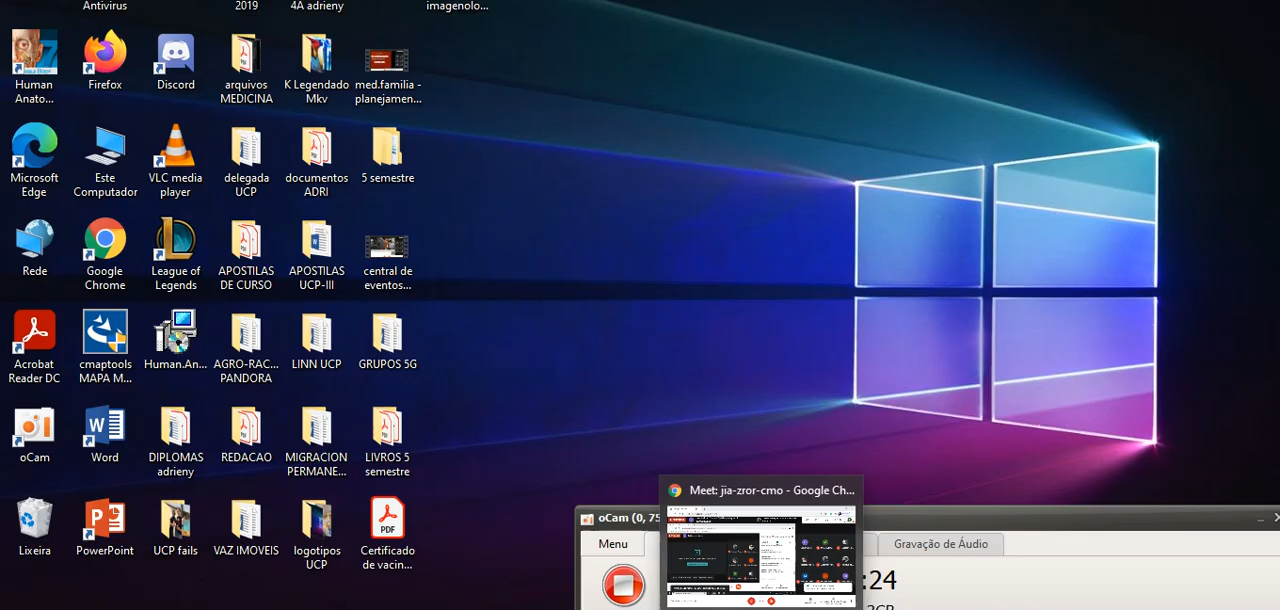 Antivirus
2019
4A adrieny
imagenolo...
Human
Anato...
Firefox
Discord
arquivos
MEDICINA
K Legendado
Mkv
med.familia -
planejamen...
Microsoft
Edge
Este
Computador
VLC media
player
delegada
UCP
documentos
ADRI
5 semestre
Rede
Google
Chrome
League of
Legends
APOSTILAS
DE CURSO
APOSTILAS
UCP-III
central de
eventos...
Acrobat
Reader DC
cmaptools
MAPA M...
Human.An...
AGRO-RAC...
PANDORA
LINN UCP
GRUPOS 5G
oCam
Word
DIPLOMAS
adrieny
REDACAO
MIGRACION
PERMANE...
LIVROS 5
semestre
Lixeira
PowerPoint
UCP fails
VAZ IMOVEIS
logotipos
UCP
PDF
Certificado
de vacin...
Meet: jia-zror-cmo - Google Ch...
oCam (0, 75
Menu
Gravação de Áudio
:24